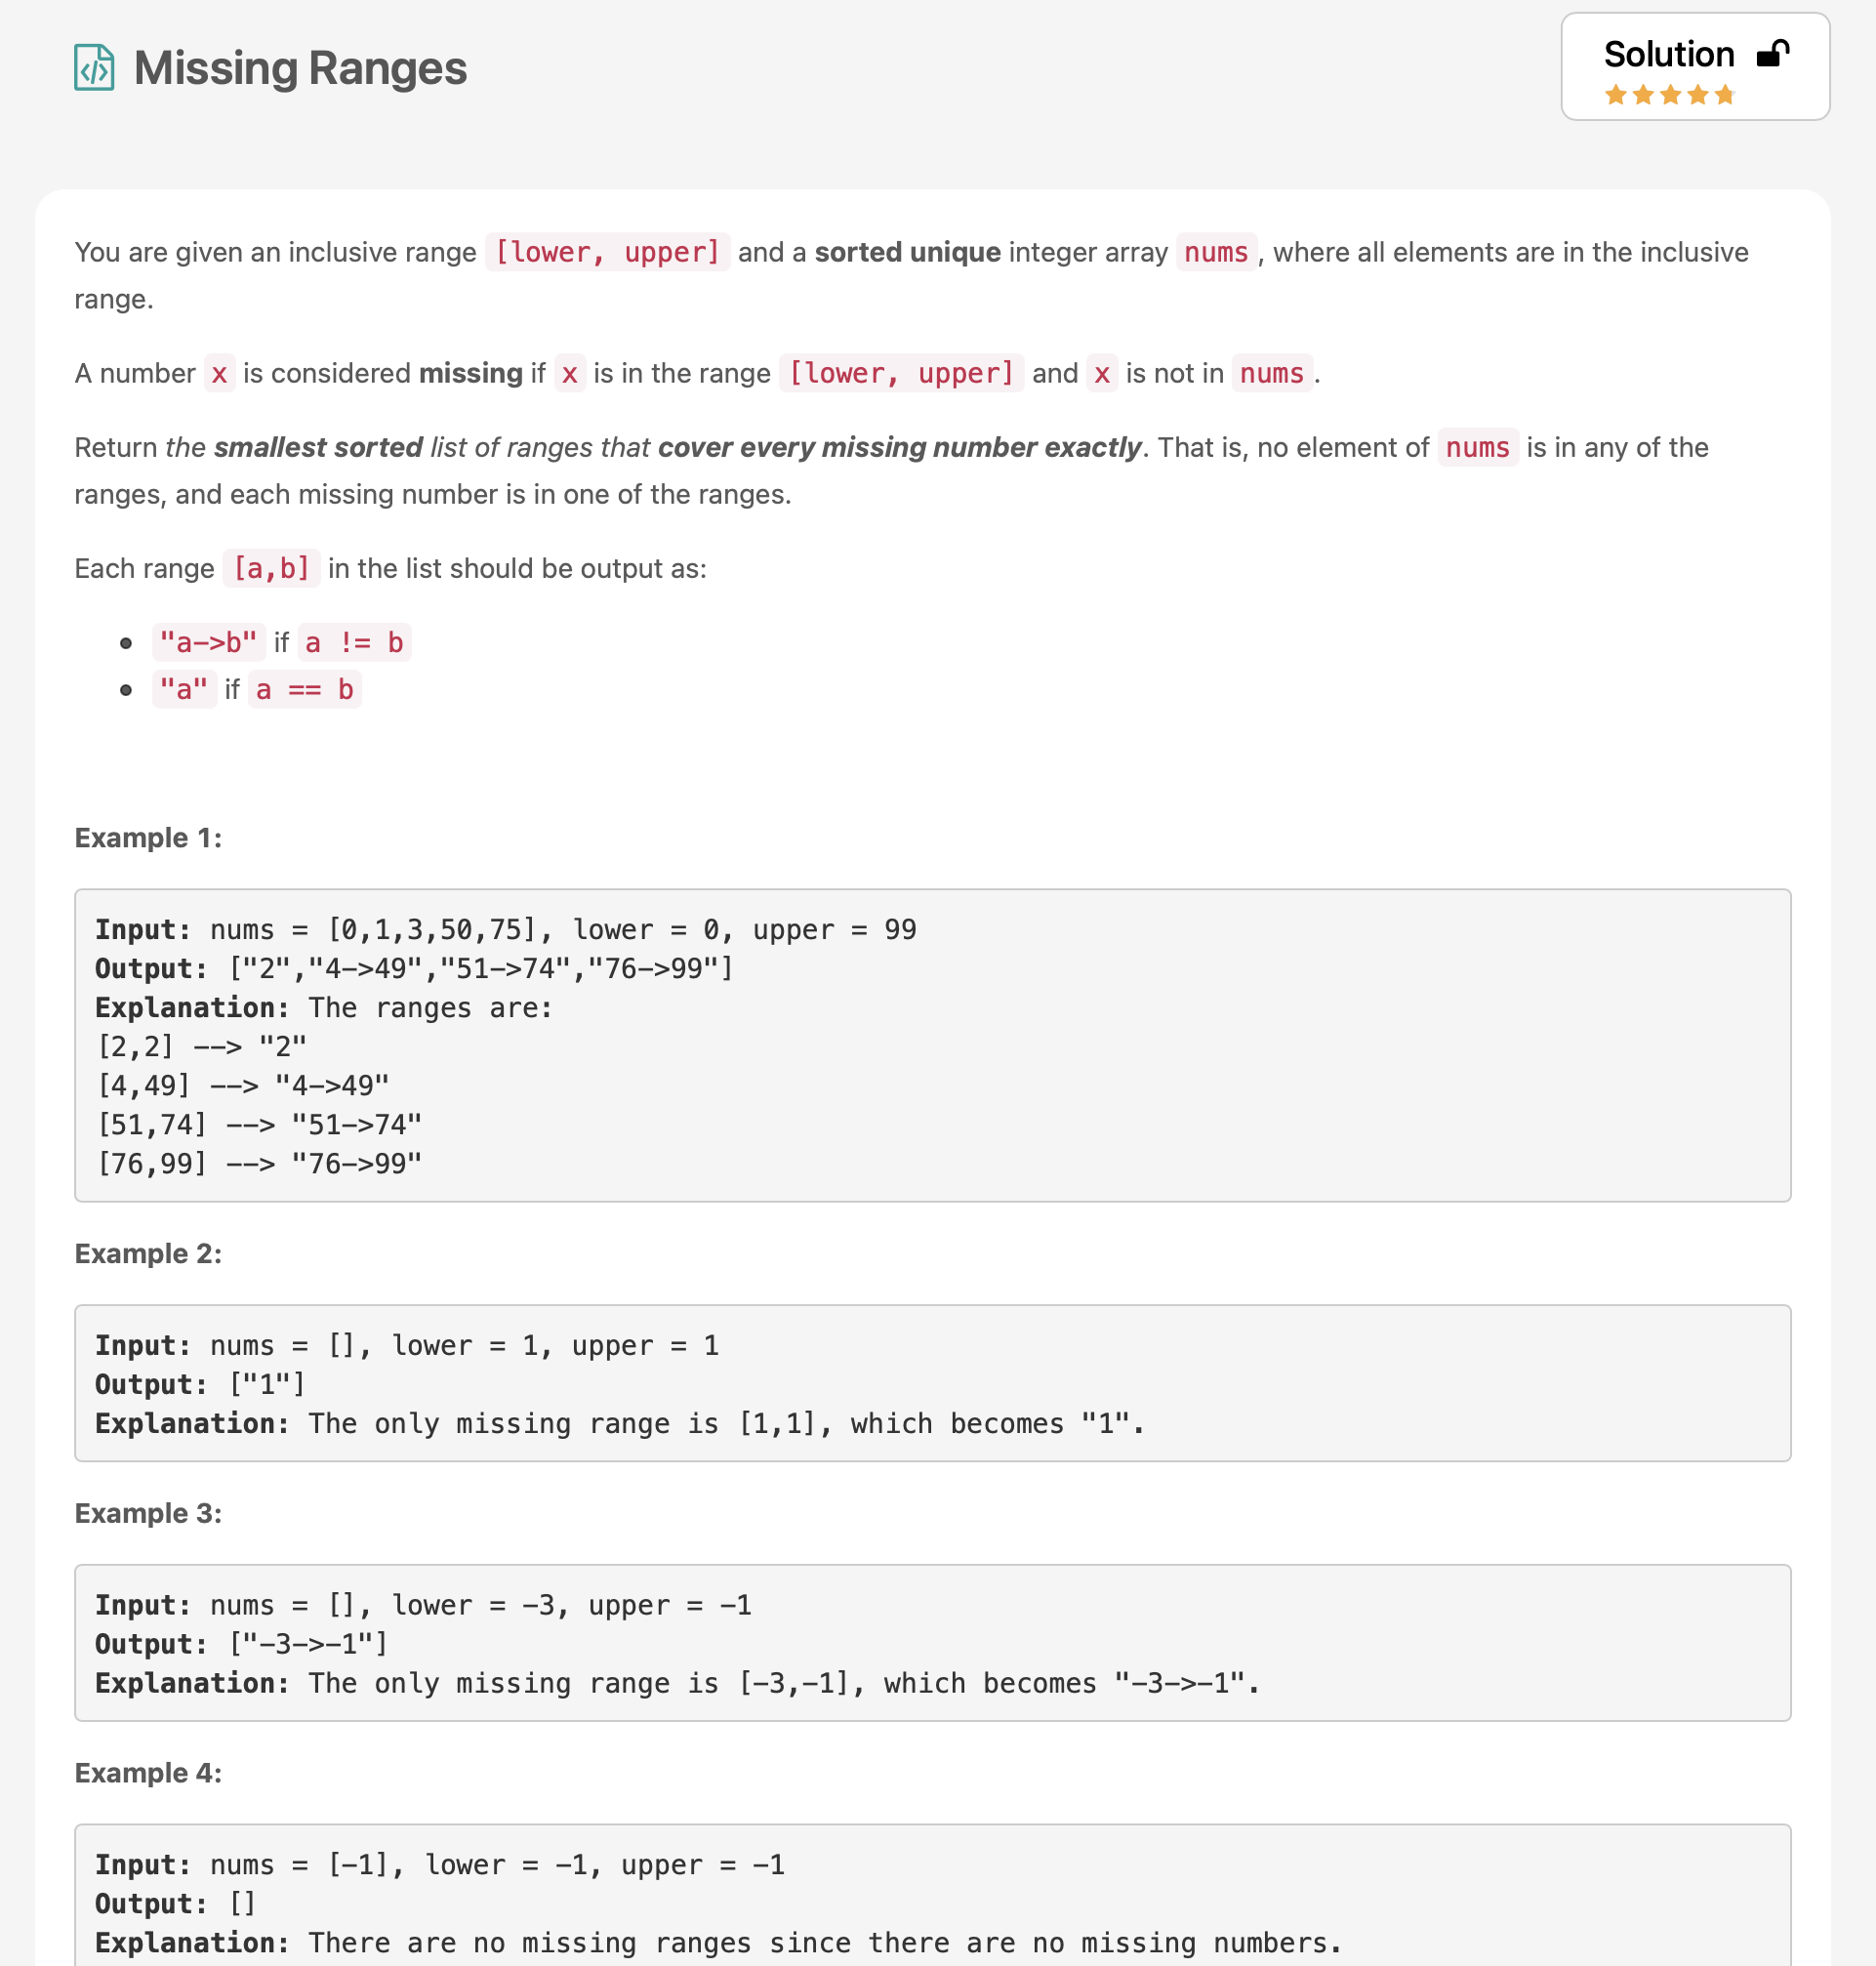 Missing Ranges
Solution
You are given an inclusive range [lower, upper] and a sorted unique integer array nums, where all elements are in the inclusive
range.
A number x is considered missing if x is in the range [lower, upper] and x is not in nums.
Return the smallest sorted list of ranges that cover every missing number exactly. That is, no element of nums is in any of the
ranges, and each missing number is in one of the ranges.
Each range [a,b] in the list should be output as:
"a->b" if a != b
"a" if a == b
Example 1:
Input: nums = [0,1,3,50,75], lower = 0, upper = 99
Output: ["2","4->49","51->74","76->99"]
Explanation: The ranges are:
[2,2] --> "2"
[4,49] --> "4->49"
[51,74] --> "51->74"
[76,99] --> "76->99"
Example 2:
Input: nums = [], lower = 1, upper = 1
Output: ["1"]
Explanation: The only missing range is [1,1], which becomes "1".
Example 3:
Input: nums = [], lower = -3, upper = -1
Output: ["-3->-1"]
Explanation: The only missing range is [-3,-1], which becomes "-3->-1".
Example 4:
Input: nums = [-1], lower = -1, upper = -1
Output: []
Explanation: There are no missing ranges since there are no missing numbers.